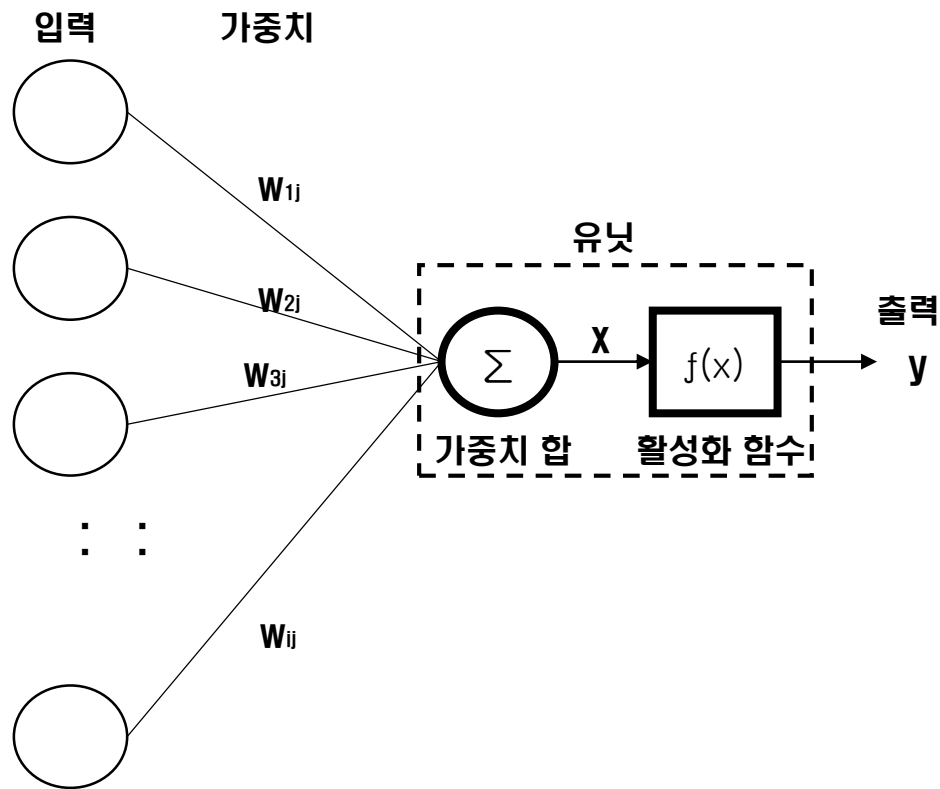 입력 가중치
W1j
유닛
W2j
출력
X
Σ
f(x)
y
W3j
가중치 합 활성화 함수
: :
Wij